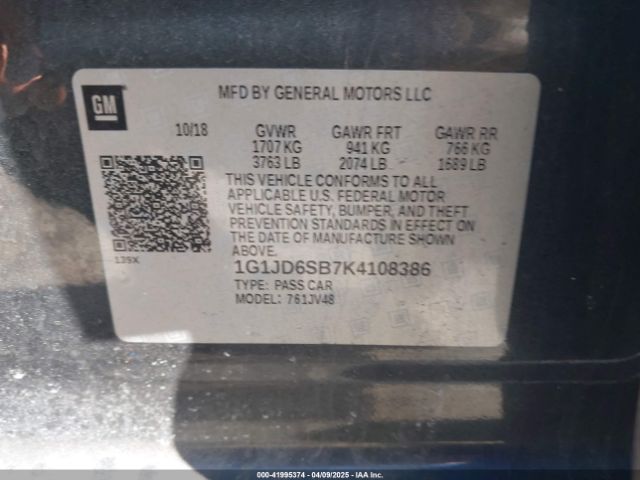 GM
MFD BY GENERAL MOTORS LLC
10/18 GVWR GAWR FRT GAWR RR
1707 KG 941 KG 766 KG
3763 LB 2074 LB 1689 LB
THIS VEHICLE CONFORMS TO ALL
APPLICABLE U.S. FEDERAL MOTOR
VEHICLE SAFETY, BUMPER, AND THEFT
PREVENTION STANDARDS IN EFFECT ON
THE DATE OF MANUFACTURE SHOWN
ABOVE.
139X
1G1JD6SB7K4108386
TYPE: PASS CAR
MODEL: 761JV48
000-41995374 - 04/09/2025 - IAA Inc.